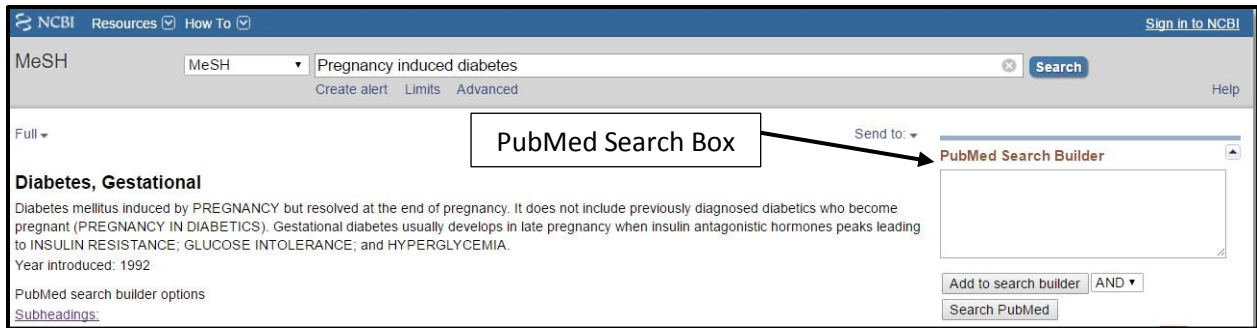 NCBI Resources How To Sign in to NCBI
MeSH MeSH Pregnancy induced diabetes Search
Create alert Limits Advanced Help
Full Send to:
PubMed Search Box
PubMed Search Builder
Diabetes, Gestational
Diabetes mellitus induced by PREGNANCY but resolved at the end of pregnancy. It does not include previously diagnosed diabetics who become
pregnant (PREGNANCY IN DIABETICS). Gestational diabetes usually develops in late pregnancy when insulin antagonistic hormones peaks leading
to INSULIN RESISTANCE; GLUCOSE INTOLERANCE; and HYPERGLYCEMIA.
Year introduced: 1992
PubMed search builder options
Subheadings:
Add to search builder AND
Search PubMed